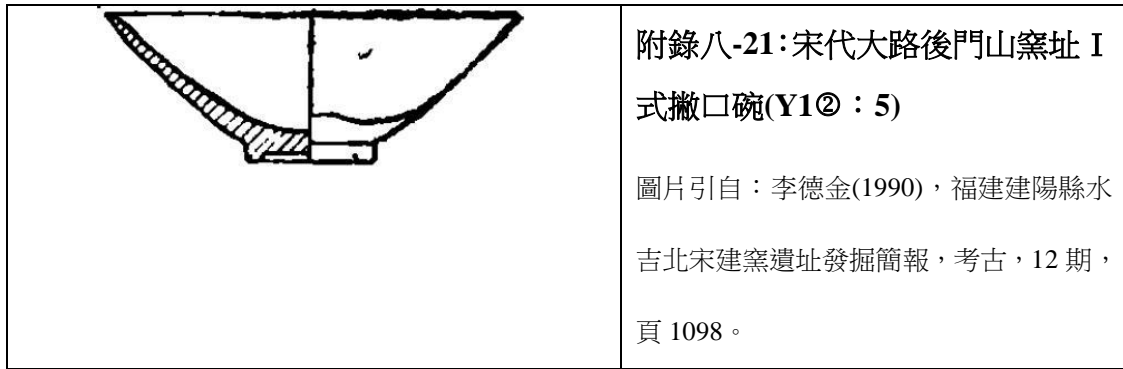 附錄八-21：宋代大路後門山窯址 I
式撇口碗(Y1②：5)
圖片引自：李德金(1990)，福建建陽縣水
吉北宋建窯遺址發掘簡報，考古，12 期，
頁 1098。